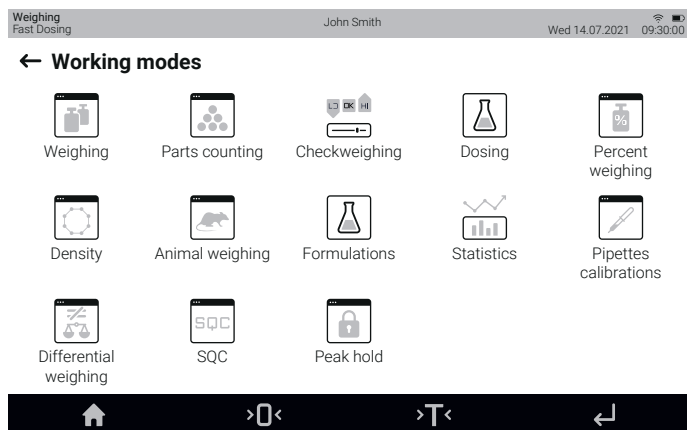 Weighing
Fast Dosing
John Smith
Wed 14.07.2021 09:30:00
← Working modes
LO OK HI
%
Weighing
Parts counting
Checkweighing
Dosing
Percent
weighing
Density
Animal weighing
Formulations
Statistics
Pipettes
calibrations
SQC
Differential
weighing
SQC
Peak hold
>0<
>T<